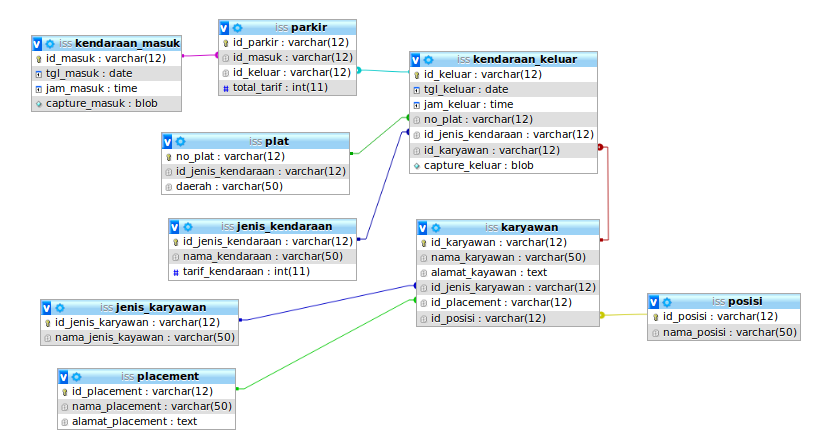 iss kendaraan_masuk
id_masuk : varchar(12)
tgl_masuk : date
jam_masuk : time
capture_masuk : blob
iss parkir
id_parkir : varchar(12)
id_masuk : varchar(12)
id_keluar : varchar(12)
total_tarif : int(11)
iss kendaraan_keluar
id_keluar : varchar(12)
tgl_keluar : date
jam_keluar : time
no_plat : varchar(12)
id_jenis_kendaraan : varchar(12)
id_karyawan : varchar(12)
capture_keluar : blob
iss plat
no_plat : varchar(12)
id_jenis_kendaraan : varchar(12)
daerah : varchar(50)
iss jenis_kendaraan
id_jenis_kendaraan : varchar(12)
nama_kendaraan : varchar(50)
tarif_kendaraan : int(11)
iss karyawan
id_karyawan : varchar(12)
nama_karyawan : varchar(50)
alamat_kayawan : text
id_jenis_karyawan : varchar(12)
id_placement : varchar(12)
id_posisi : varchar(12)
iss jenis_karyawan
id_jenis_karyawan : varchar(12)
nama_jenis_kayawan : varchar(50)
iss posisi
id_posisi : varchar(12)
nama_posisi : varchar(50)
iss placement
id_placement : varchar(12)
nama_placement : varchar(50)
alamat_placement : text